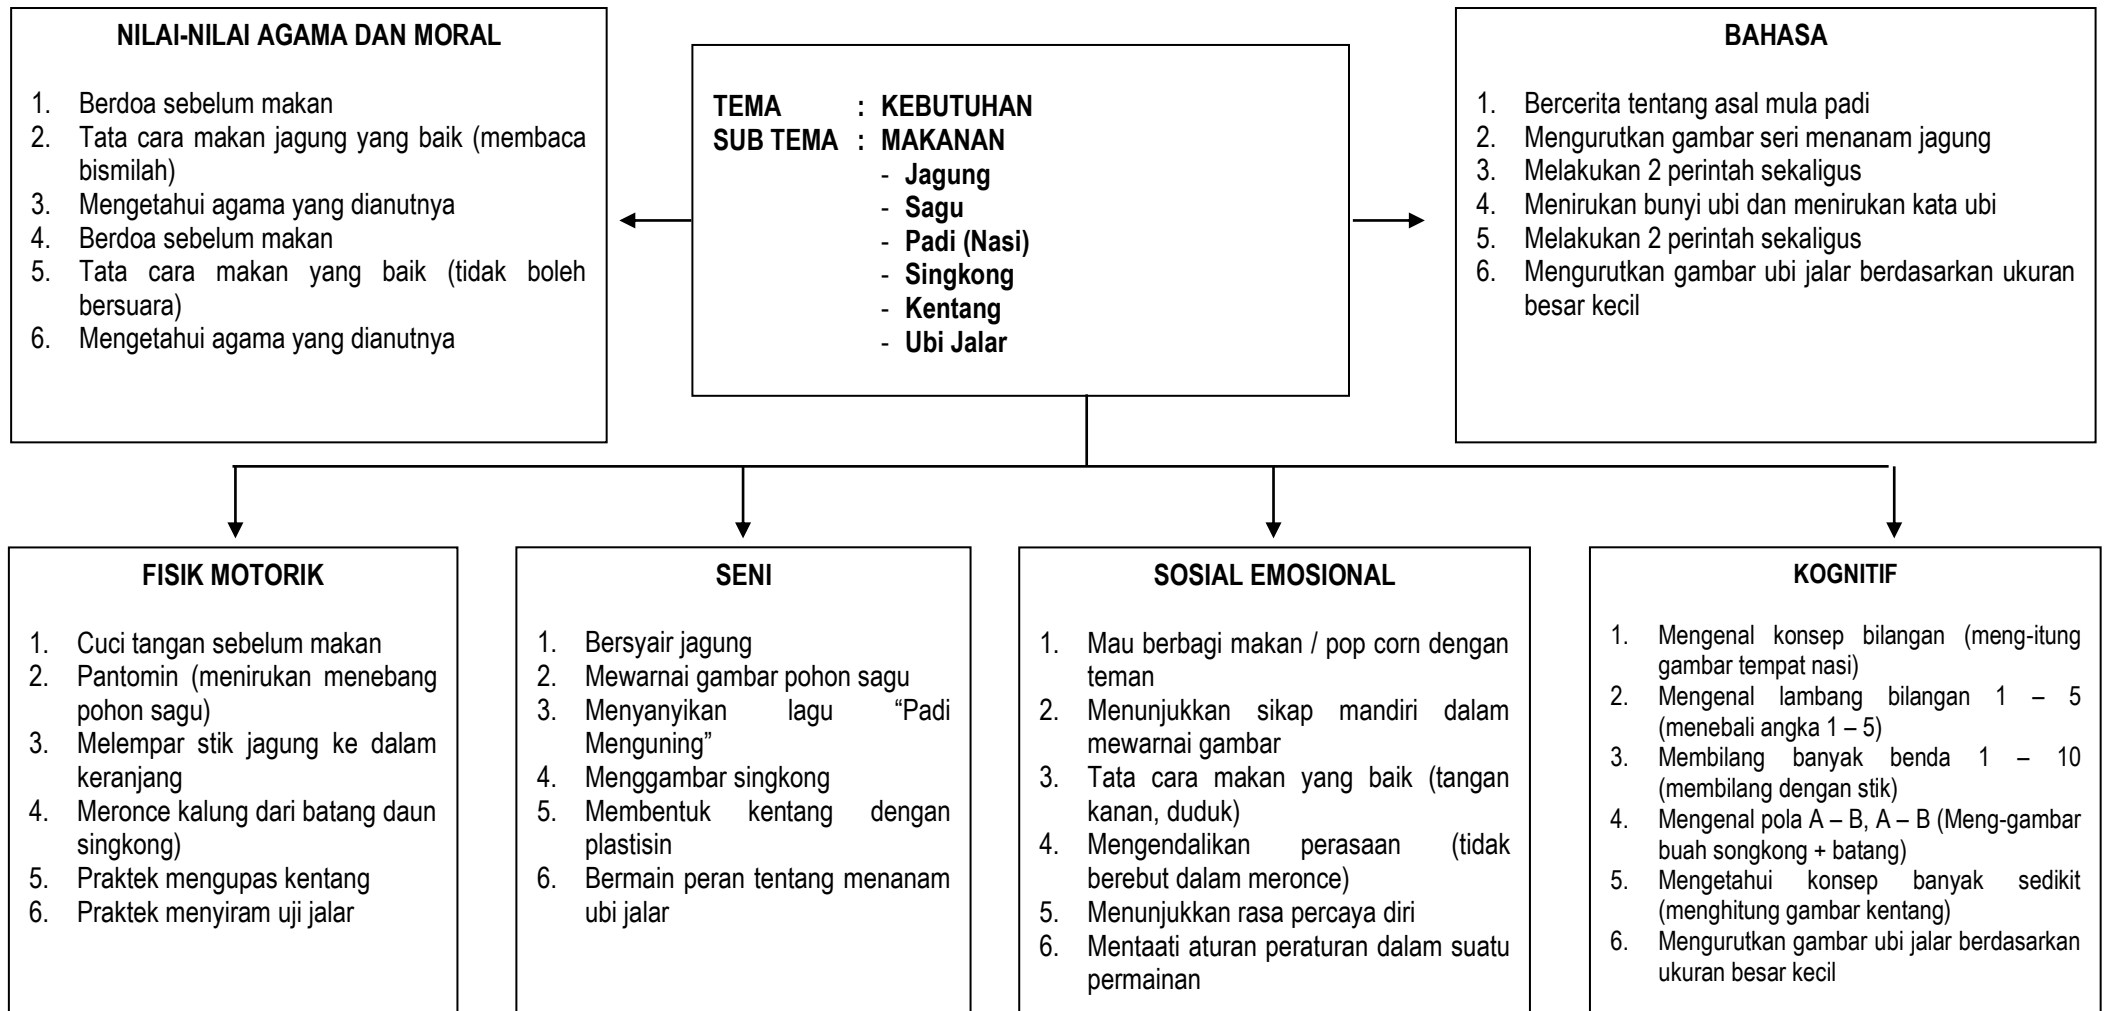 NILAI-NILAI AGAMA DAN MORAL
1. Berdoa sebelum makan
2. Tata cara makan jagung yang baik (membaca
bismilah)
3. Mengetahui agama yang dianutnya
4. Berdoa sebelum makan
5. Tata cara makan yang baik (tidak boleh
bersuara)
6. Mengetahui agama yang dianutnya
TEMA : KEBUTUHAN
SUB TEMA : MAKANAN
- Jagung
- Sagu
- Padi (Nasi)
- Singkong
- Kentang
- Ubi Jalar
BAHASA
1. Bercerita tentang asal mula padi
2. Mengurutkan gambar seri menanam jagung
3. Melakukan 2 perintah sekaligus
4. Menirukan bunyi ubi dan menirukan kata ubi
5. Melakukan 2 perintah sekaligus
6. Mengurutkan gambar ubi jalar berdasarkan ukuran
besar kecil
FISIK MOTORIK
1. Cuci tangan sebelum makan
2. Pantomin (menirukan menebang
pohon sagu)
3. Melempar stik jagung ke dalam
keranjang
4. Meronce kalung dari batang daun
singkong)
5. Praktek mengupas kentang
6. Praktek menyiram uji jalar
SENI
1. Bersyair jagung
2. Mewarnai gambar pohon sagu
3. Menyanyikan lagu “Padi
Menguning”
4. Menggambar singkong
5. Membentuk kentang dengan
plastisin
6. Bermain peran tentang menanam
ubi jalar
SOSIAL EMOSIONAL
1. Mau berbagi makan / pop corn dengan
teman
2. Menunjukkan sikap mandiri dalam
mewarnai gambar
3. Tata cara makan yang baik (tangan
kanan, duduk)
4. Mengendalikan perasaan (tidak
berebut dalam meronce)
5. Menunjukkan rasa percaya diri
6. Mentaati aturan peraturan dalam suatu
permainan
KOGNITIF
1. Mengenal konsep bilangan (meng-itung
gambar tempat nasi)
2. Mengenal lambang bilangan 1 – 5
(menebali angka 1 – 5)
3. Membilang banyak benda 1 – 10
(membilang dengan stik)
4. Mengenal pola A – B, A – B (Meng-gambar
buah songkong + batang)
5. Mengetahui konsep banyak sedikit
(menghitung gambar kentang)
6. Mengurutkan gambar ubi jalar berdasarkan
ukuran besar kecil